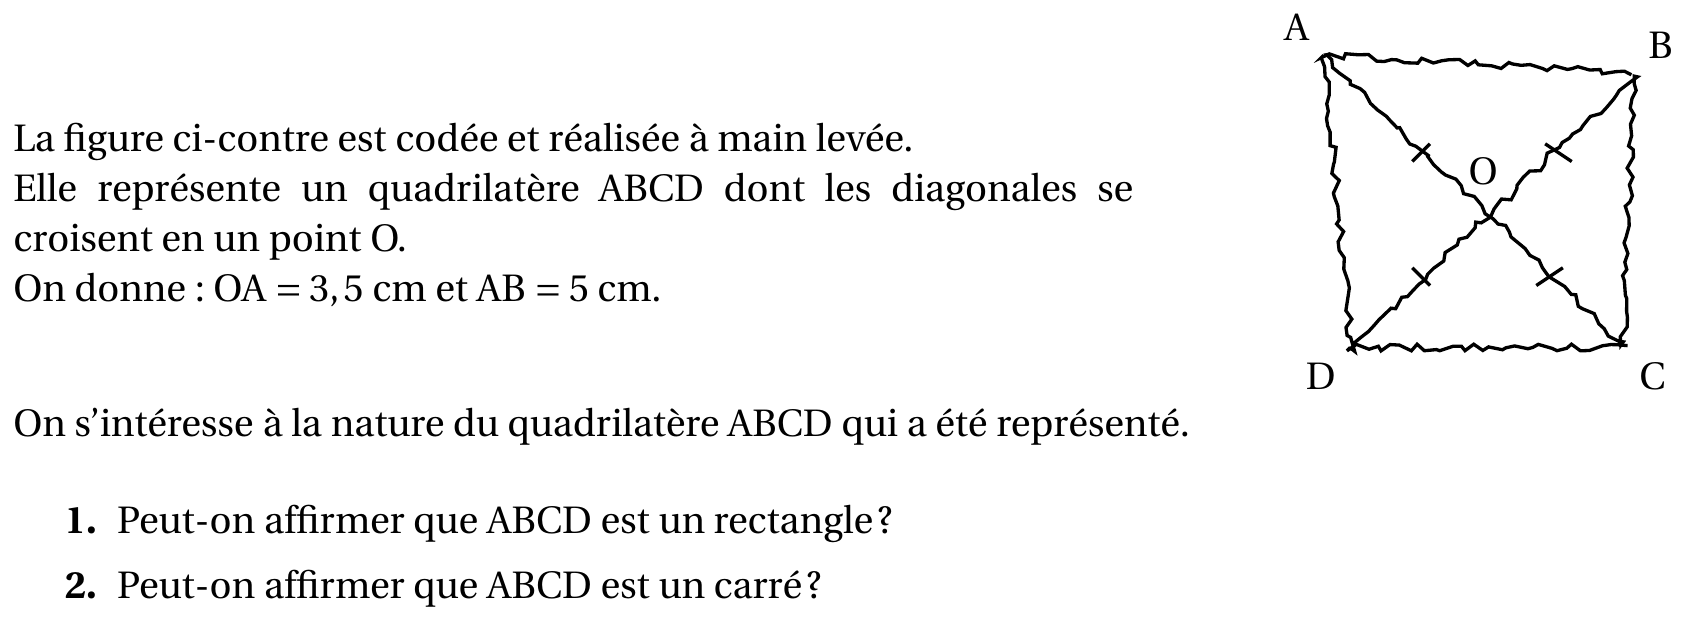 A
B
La figure ci-contre est codée et réalisée à main levée.
Elle représente un quadrilatère ABCD dont les diagonales se
O
croisent en un point O.
On donne : OA = 3,5 cm et AB = 5 cm.
D
C
On s'intéresse à la nature du quadrilatère ABCD qui a été représenté.
1. Peut-on affirmer que ABCD est un rectangle?
2. Peut-on affirmer que ABCD est un carré?